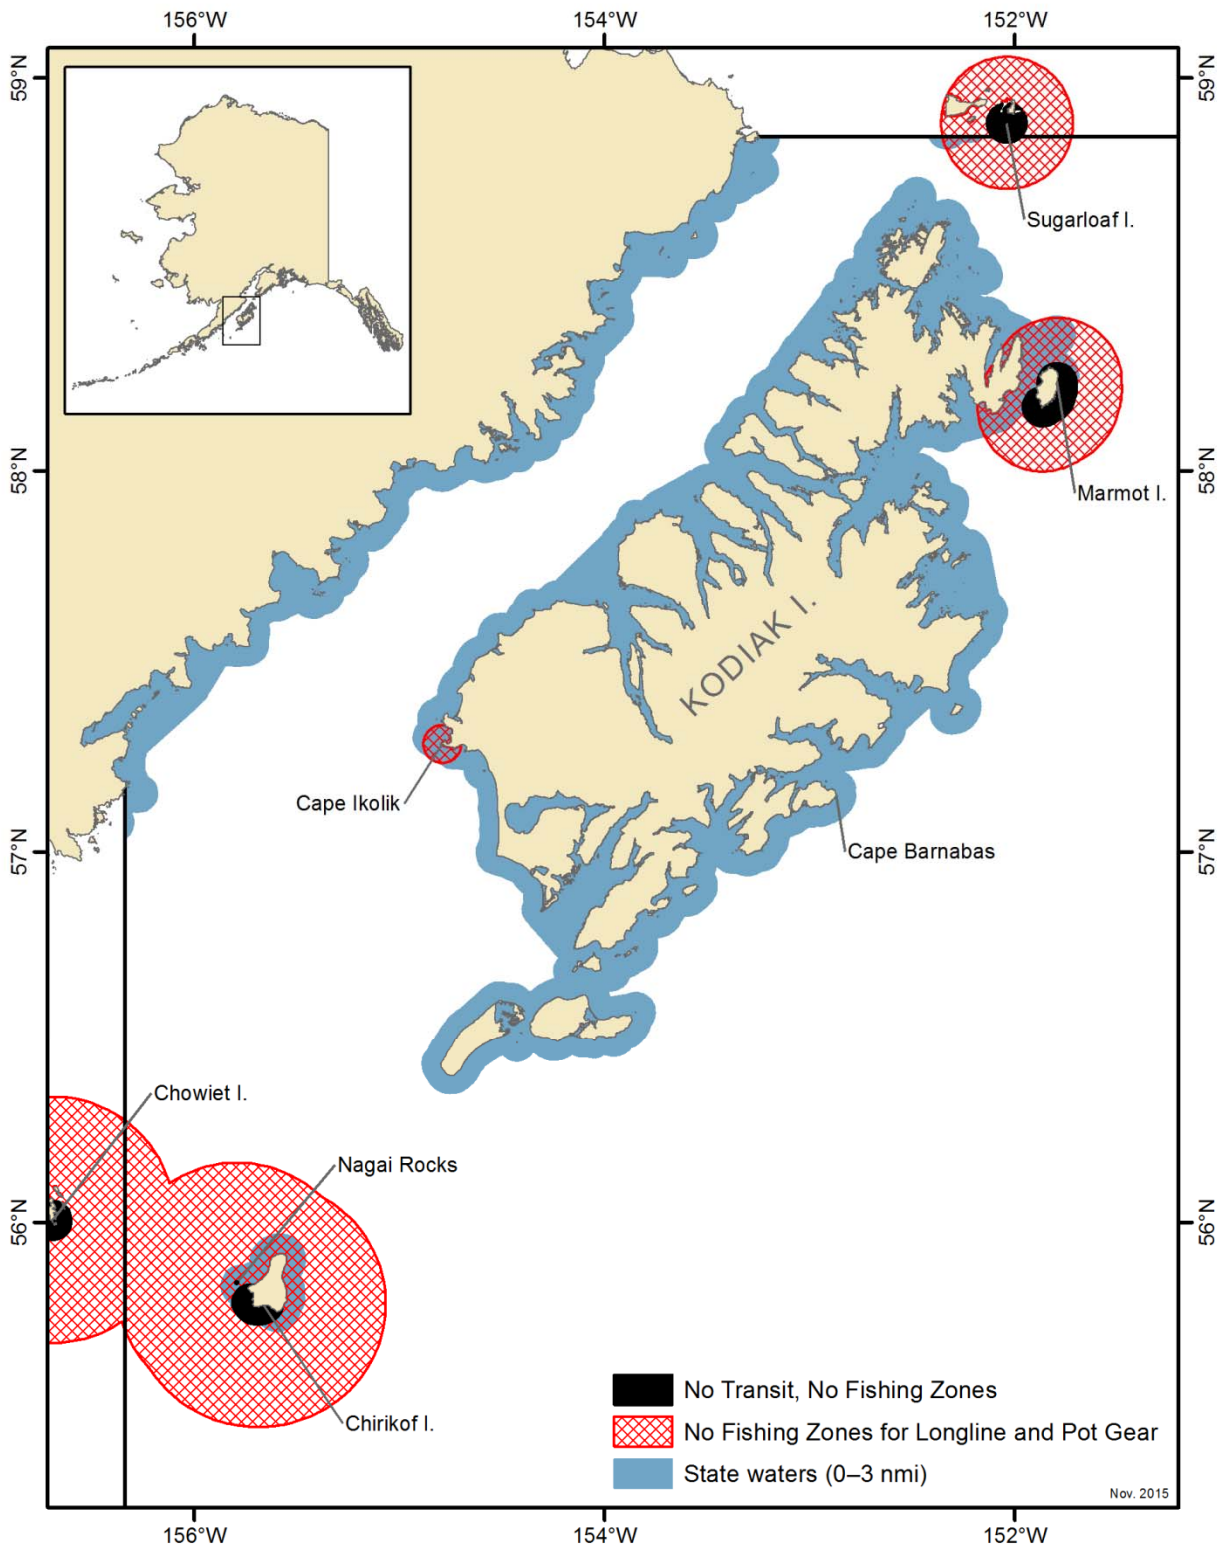 156°W 154°W 152°W
59°N 59°N
Sugarloaf I.
58°N 58°N
Marmot I.
KODIAK I.
Cape Ikolik
57°N 57°N
Cape Barnabas
Chowiet I.
Nagai Rocks
56°N 56°N
Chirikof I.
No Transit, No Fishing Zones
No Fishing Zones for Longline and Pot Gear
State waters (0–3 nmi)
Nov. 2015
156°W 154°W 152°W